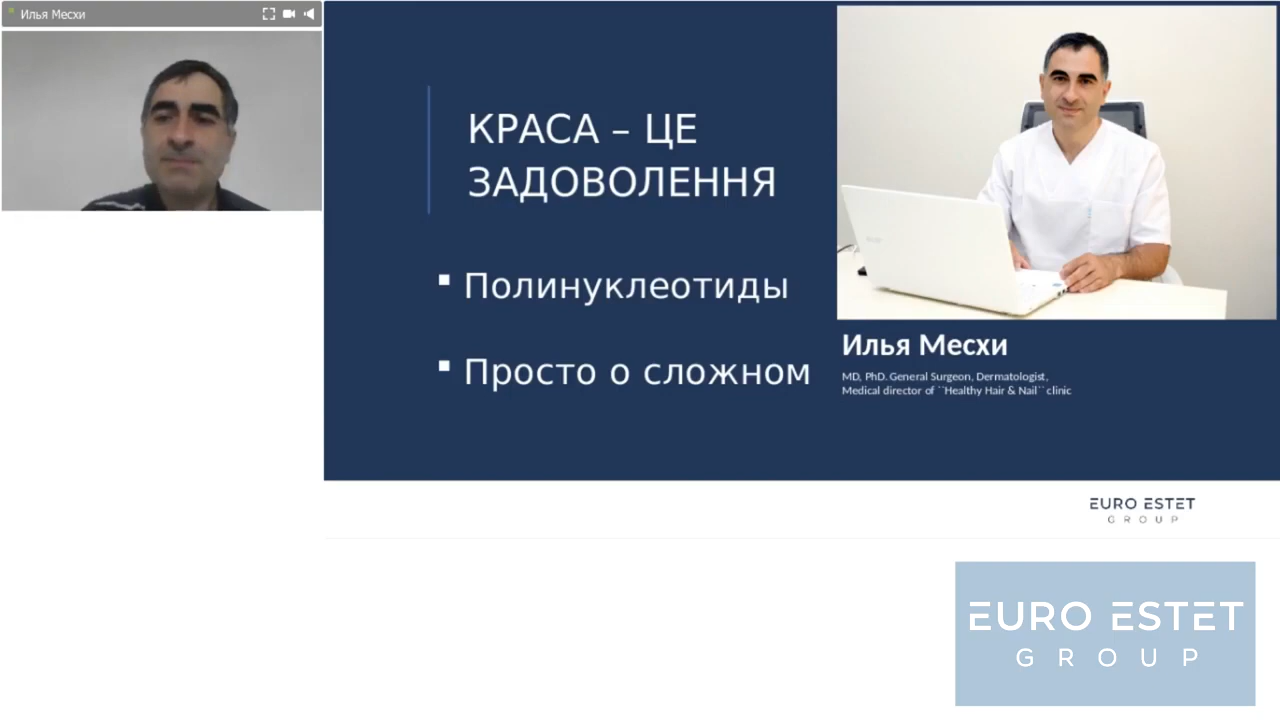 Илья Месхи
КРАСА – ЦЕ
ЗАДОВОЛЕННЯ
▪ Полинуклеотиды
▪ Просто о сложном
Илья Месхи
MD, PhD. General Surgeon, Dermatologist,
Medical director of ``Healthy Hair & Nail`` clinic
EURO ESTET
GROUP
EURO ESTET
GROUP